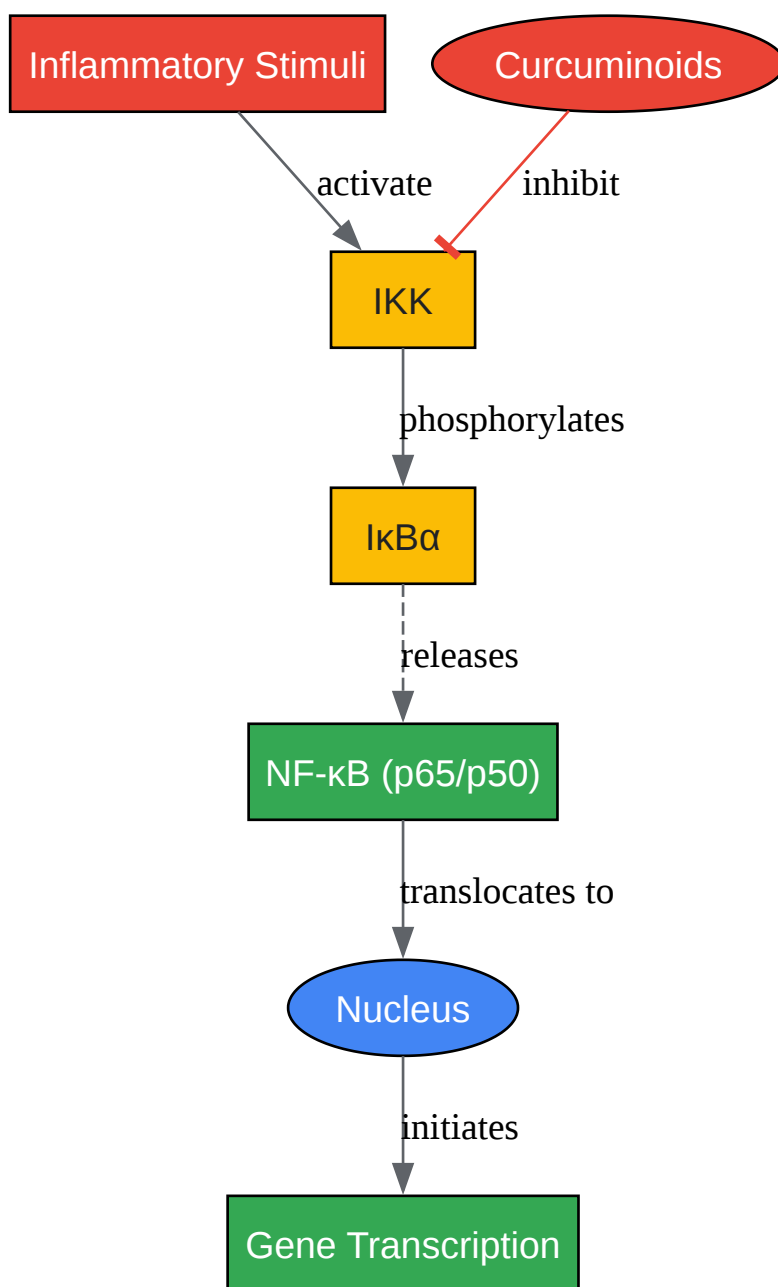 Inflammatory Stimuli
Curcuminoids
activate
inhibit
IKK
phosphorylates
IκBα
releases
NF-κB (p65/p50)
translocates to
Nucleus
initiates
Gene Transcription